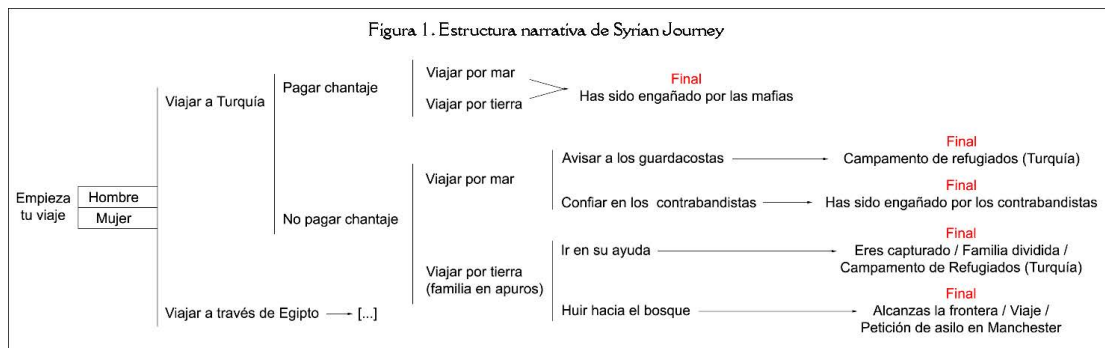 Figura 1. Estructura narrativa de Syrian Journey
Empieza
tu viaje
Hombre
Mujer
Viajar a Turquía
Pagar chantaje
Viajar por mar
Viajar por tierra
Final
Has sido engañado por las mafias
No pagar chantaje
Viajar por mar
Avisar a los guardacostas
Final
Campamento de refugiados (Turquía)
Confiar en los contrabandistas
Final
Has sido engañado por los contrabandistas
Viajar por tierra
(familia en apuros)
Ir en su ayuda
Final
Eres capturado / Familia dividida /
Campamento de Refugiados (Turquía)
Huir hacia el bosque
Final
Alcanzas la frontera / Viaje /
Petición de asilo en Manchester
Viajar a través de Egipto
[...]